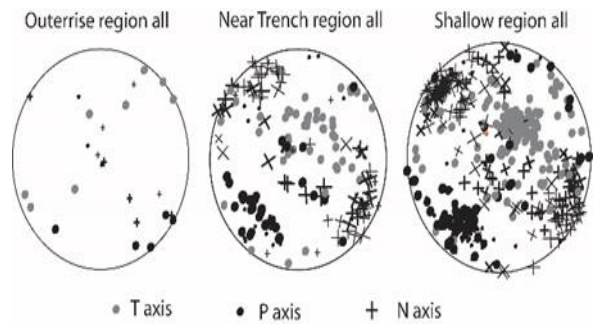 Outerrise region all Near Trench region all Shallow region all
T axis P axis N axis